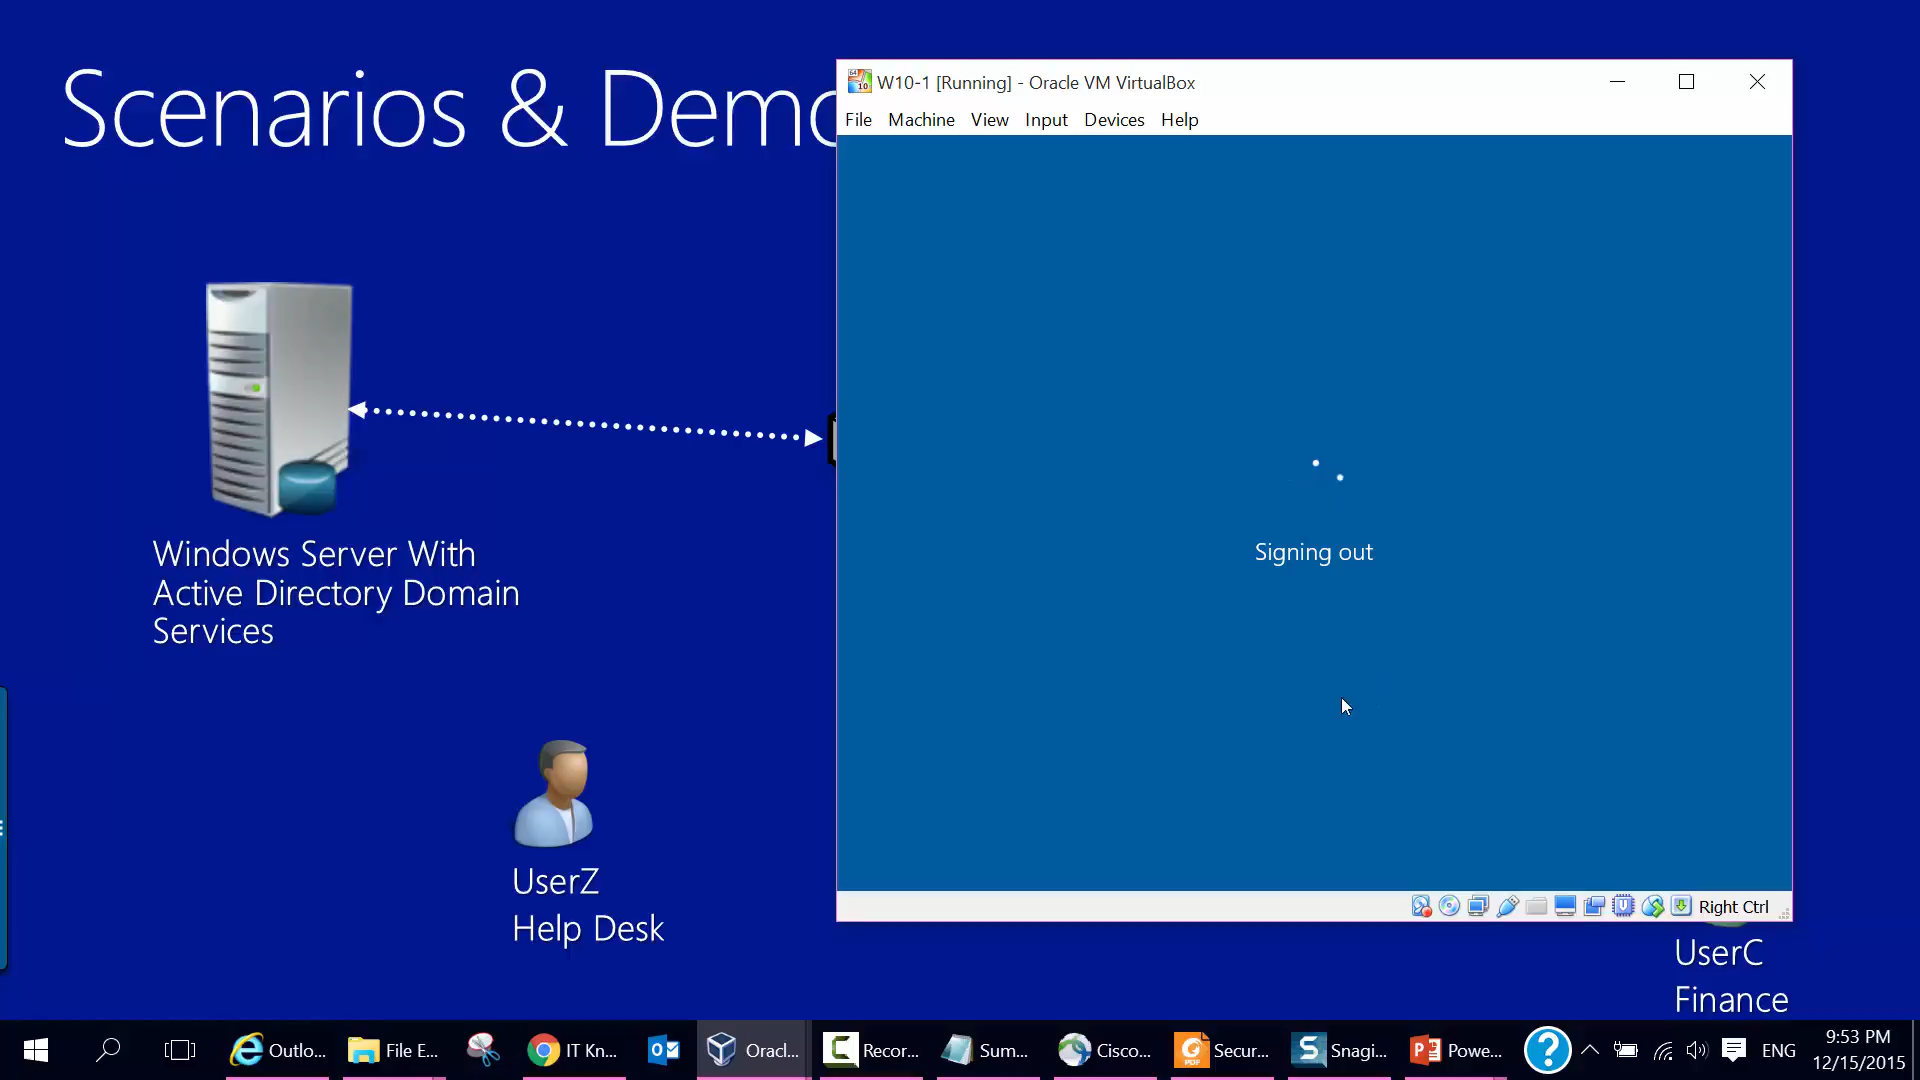 Scenarios & Demo
W10-1 [Running] - Oracle VM VirtualBox
File Machine View Input Devices Help
Signing out
Windows Server With
Active Directory Domain
Services
UserZ
Help Desk
Right Ctrl
UserC
Finance
Outlo...
File E...
IT Kn...
Oracl...
Recor...
Sum...
Cisco...
Secur...
Snagi...
Powe...
ENG
9:53 PM
12/15/2015